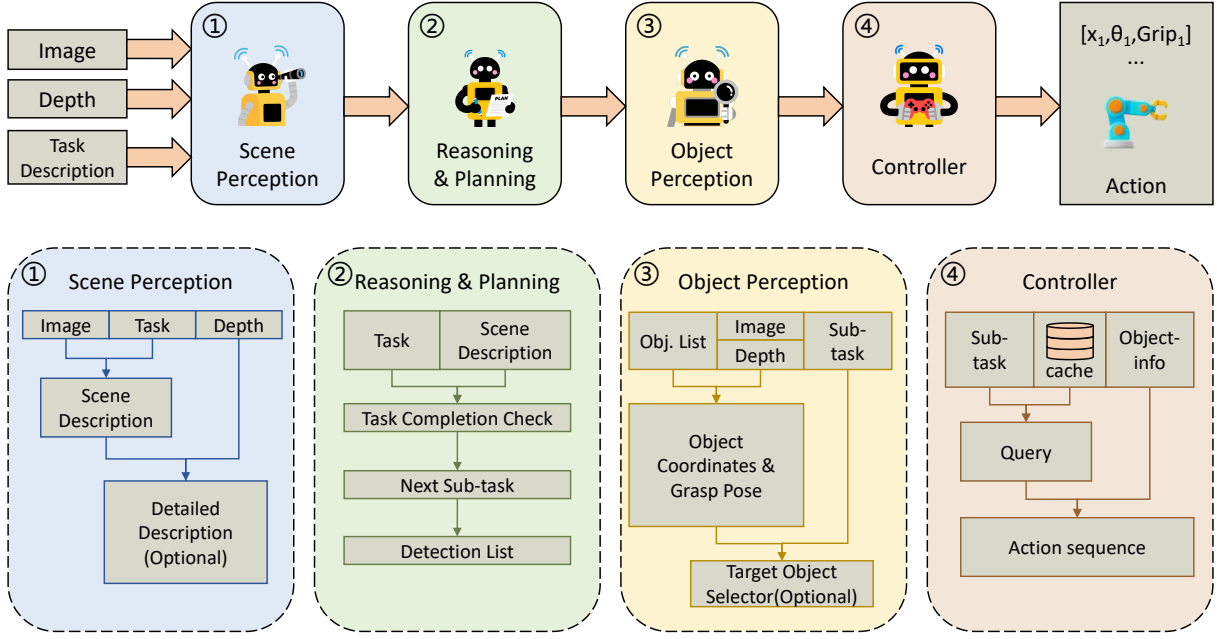 Image
Depth
Task
Description
①
Scene
Perception
②
PLAN
Reasoning
& Planning
③
Object
Perception
④
Controller
[x₁,θ₁,Grip₁]
...
Action
①
Scene Perception
Image
Task
Depth
Scene
Description
Detailed
Description
(Optional)
②
Reasoning & Planning
Task
Scene
Description
Task Completion Check
Next Sub-task
Detection List
③
Object Perception
Obj. List
Image
Depth
Sub-
task
Object
Coordinates &
Grasp Pose
Target Object
Selector(Optional)
④
Controller
Sub-
task
cache
Object-
info
Query
Action sequence